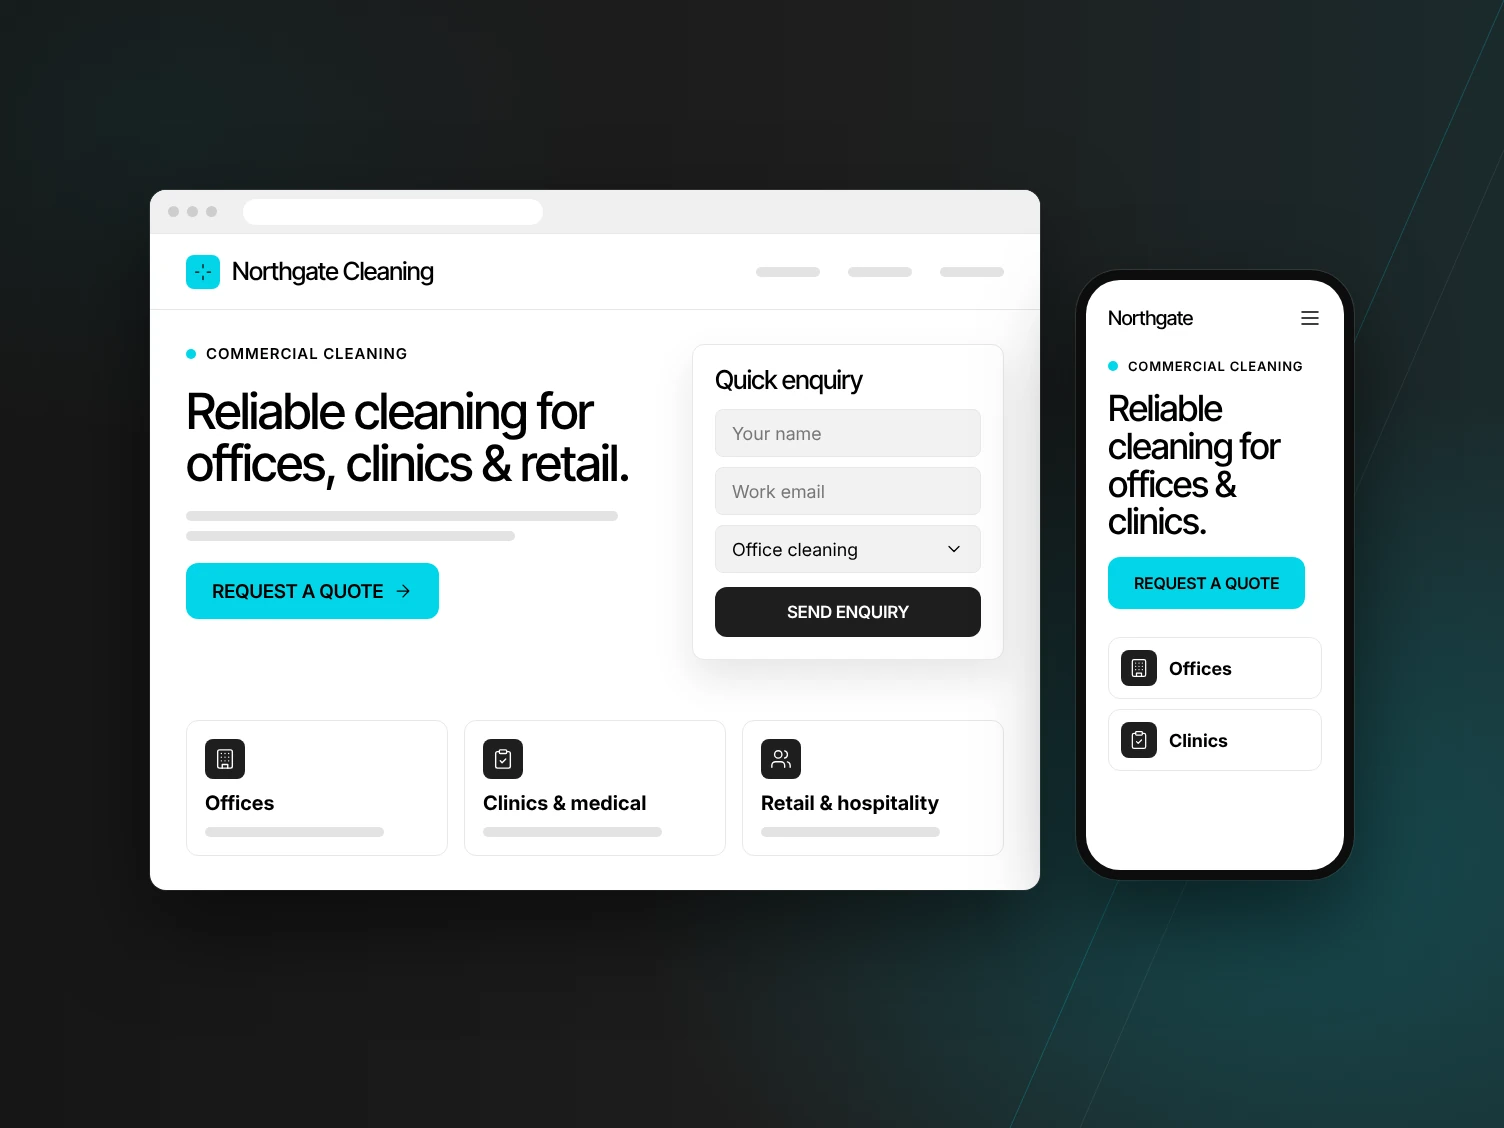 Northgate Cleaning
COMMERCIAL CLEANING
Reliable cleaning for
offices, clinics & retail.
REQUEST A QUOTE
Quick enquiry
Your name
Work email
Office cleaning
SEND ENQUIRY
Offices
Clinics & medical
Retail & hospitality
Northgate
COMMERCIAL CLEANING
Reliable
cleaning for
offices &
clinics.
REQUEST A QUOTE
Offices
Clinics